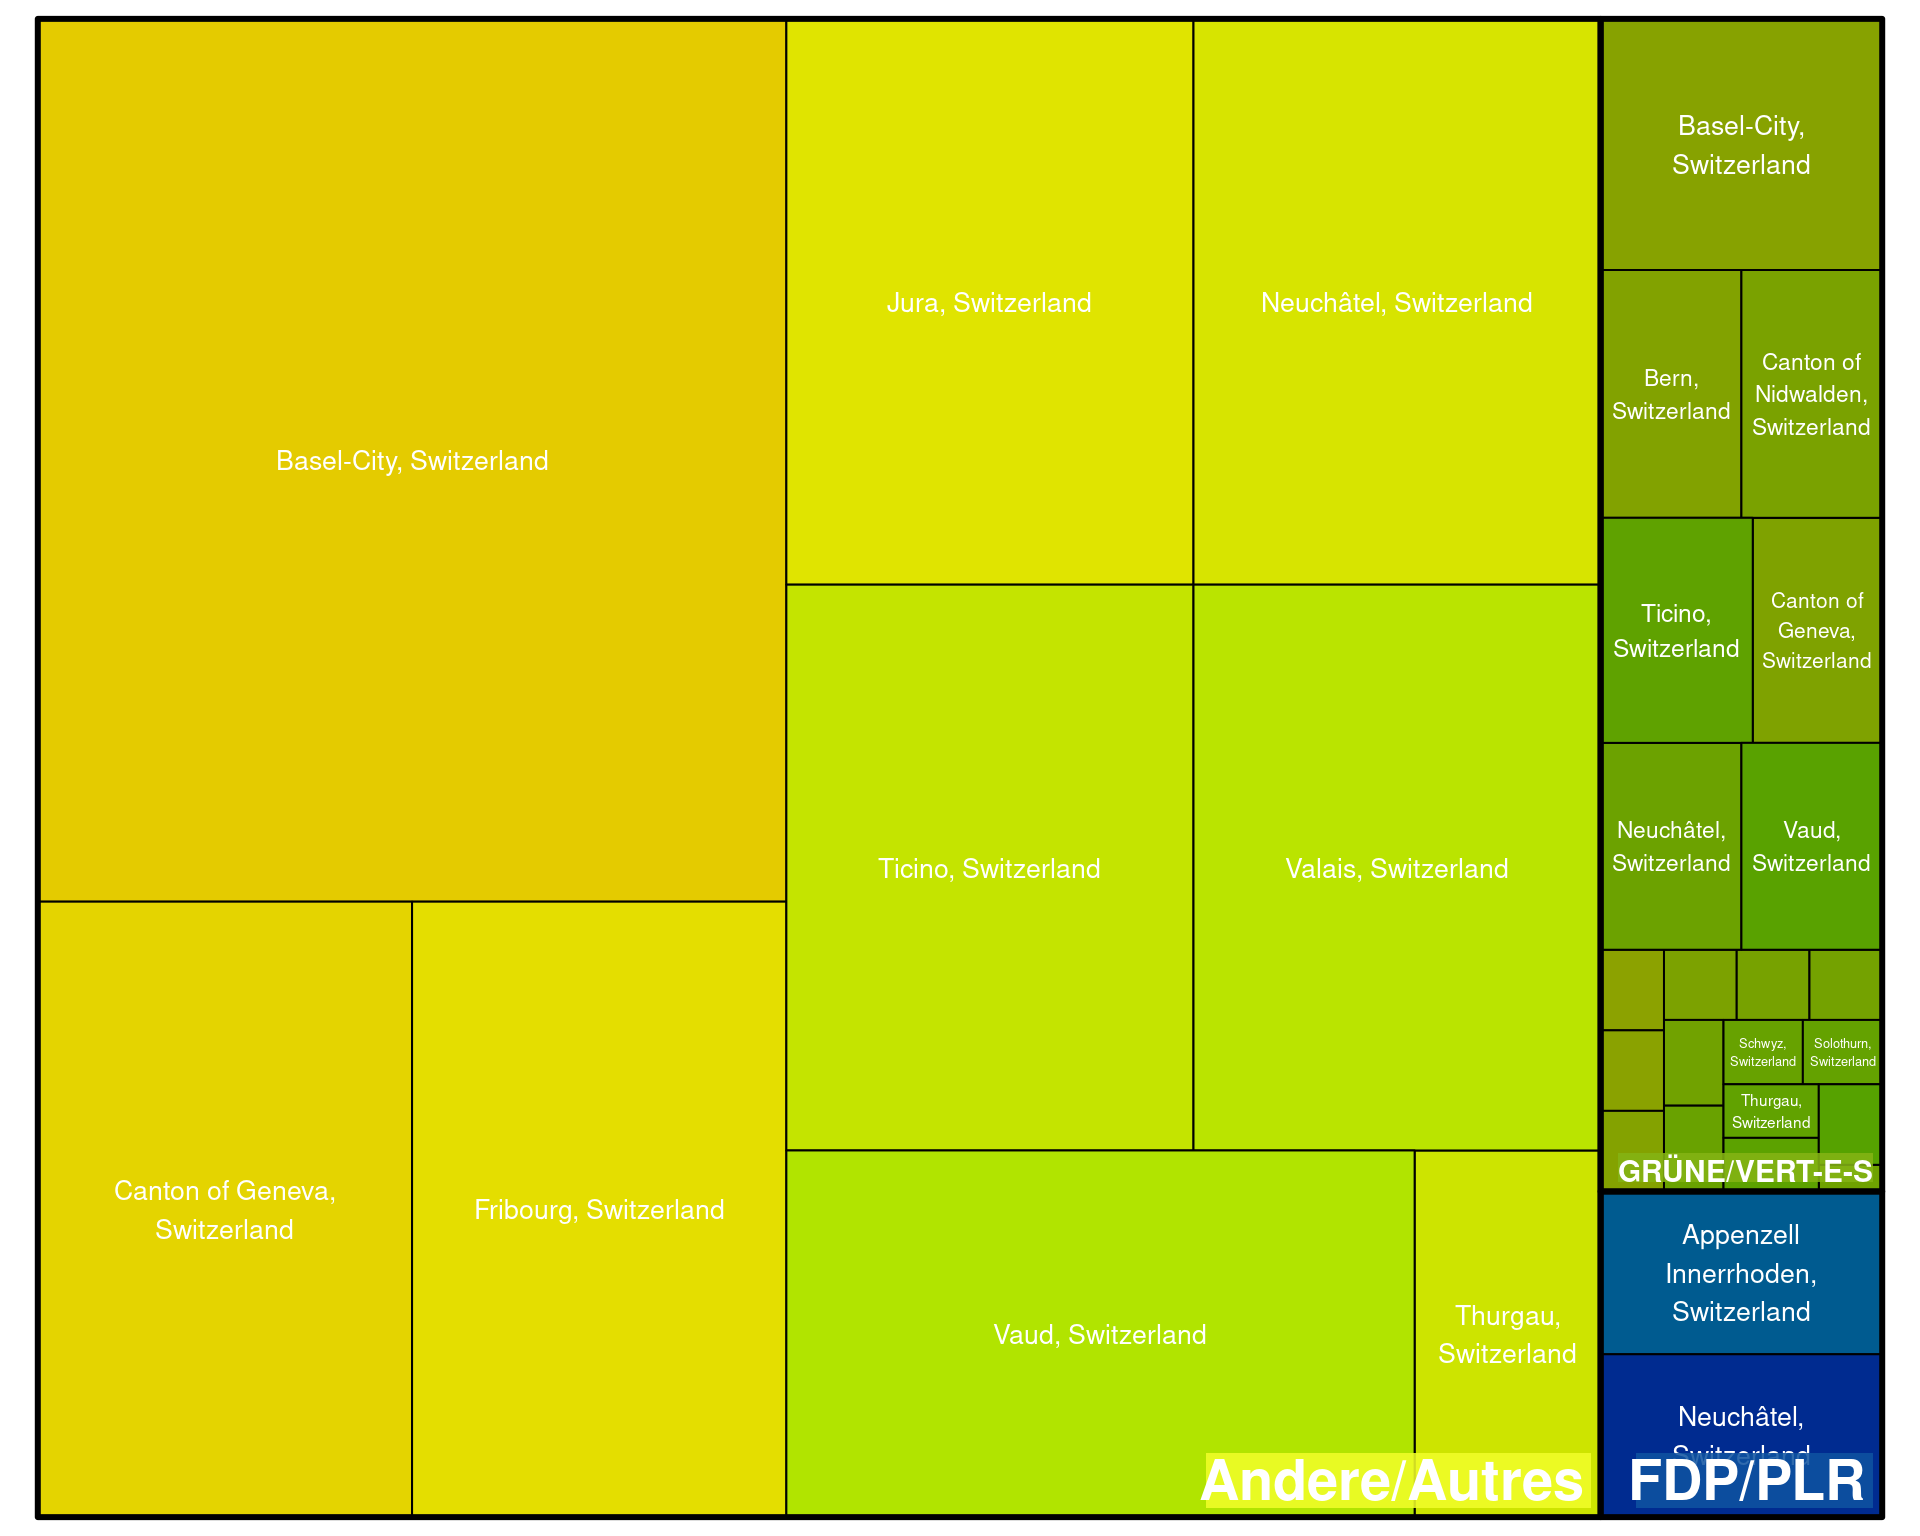 Basel-City, Switzerland
Canton of Geneva,
Switzerland
Fribourg, Switzerland
Jura, Switzerland
Neuchâtel, Switzerland
Ticino, Switzerland
Valais, Switzerland
Vaud, Switzerland
Thurgau,
Switzerland
Andere/Autres
Basel-City,
Switzerland
Bern,
Switzerland
Canton of
Nidwalden,
Switzerland
Ticino,
Switzerland
Canton of
Geneva,
Switzerland
Neuchâtel,
Switzerland
Vaud,
Switzerland
Schwyz,
Switzerland
Solothurn,
Switzerland
Thurgau,
Switzerland
GRÜNE/VERT-E-S
Appenzell
Innerrhoden,
Switzerland
Neuchâtel,
Switzerland
FDP/PLR